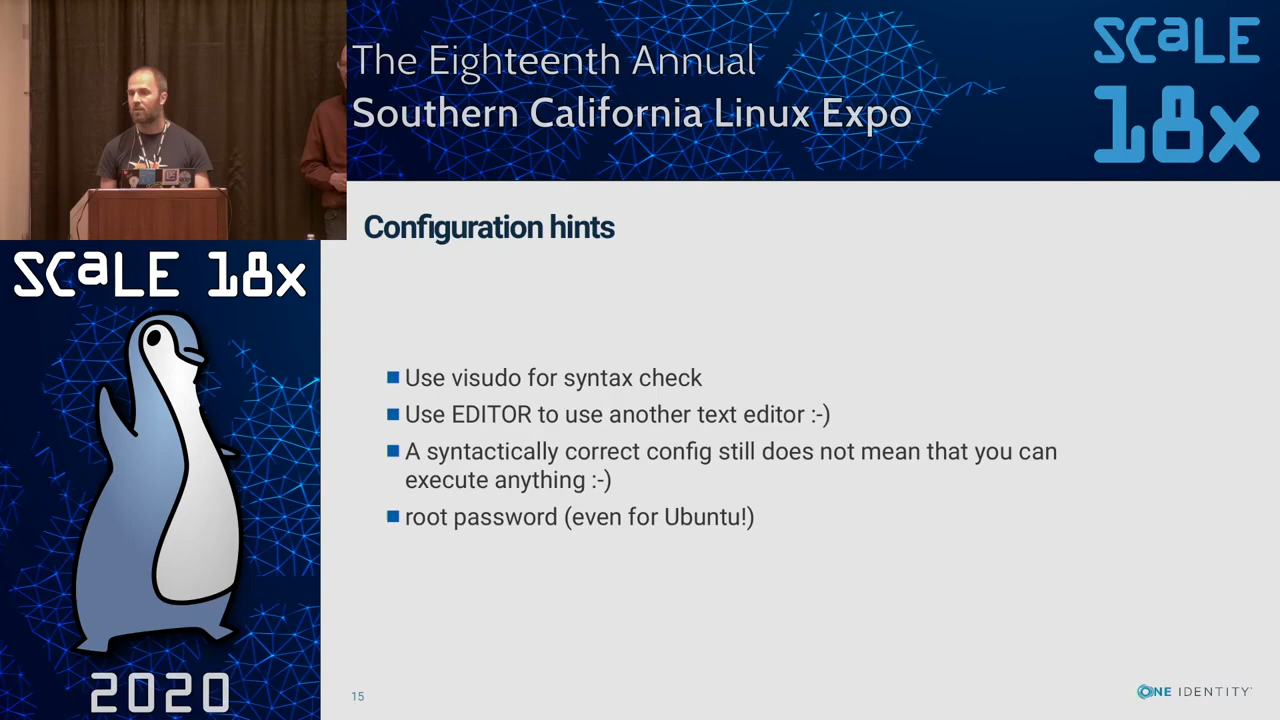 The Eighteenth Annual
Southern California Linux Expo
SCaLE
18x
Configuration hints
SCaLE 18x
Use visudo for syntax check
Use EDITOR to use another text editor :-)
A syntactically correct config still does not mean that you can
execute anything :-)
root password (even for Ubuntu!)
2020
15
ONE IDENTITY